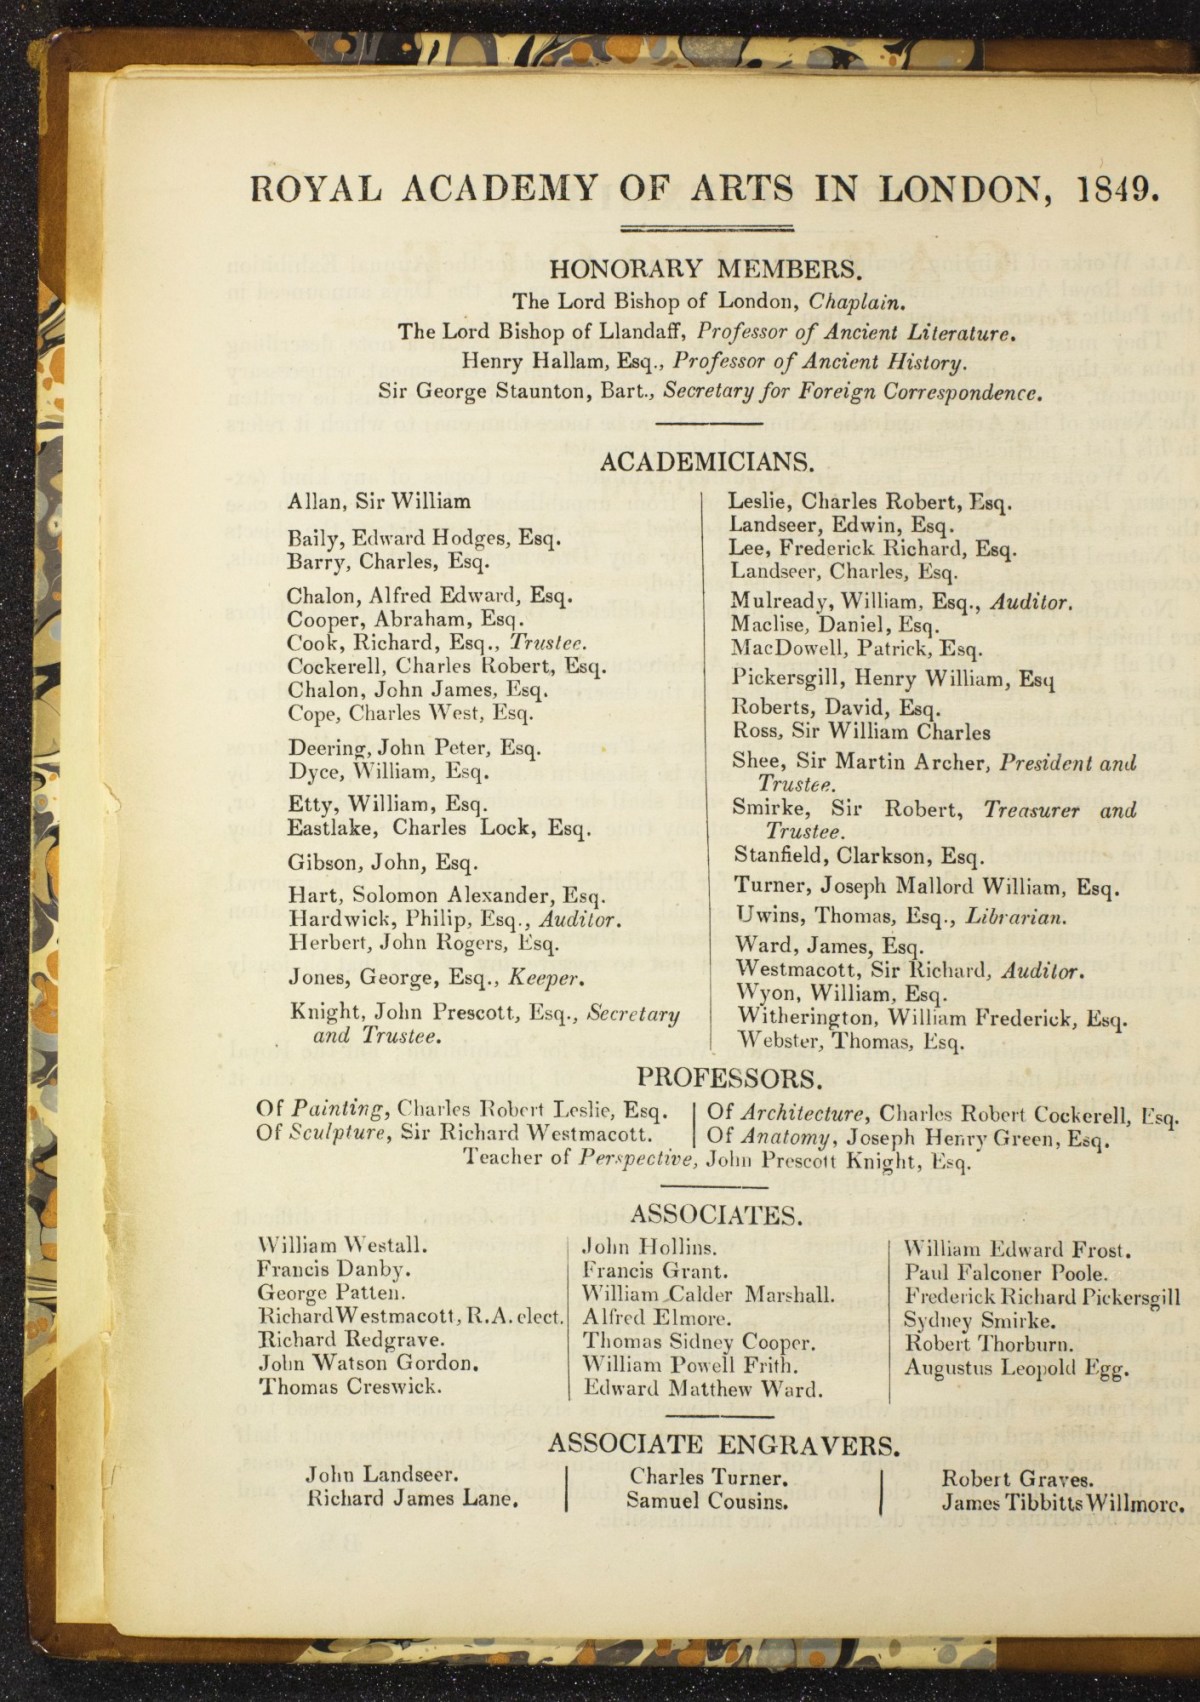 ROYAL ACADEMY OF ARTS IN LONDON, 1849.
HONORARY MEMBERS.
The Lord Bishop of London, Chaplain.
The Lord Bishop of Llandaff, Professor of Ancient Literature.
Henry Hallam, Esq., Professor of Ancient History.
Sir George Staunton, Bart., Secretary for Foreign Correspondence.
ACADEMICIANS.
Allan, Sir William
Baily, Edward Hodges, Esq.
Barry, Charles, Esq.
Chalon, Alfred Edward, Esq.
Cooper, Abraham, Esq.
Cook, Richard, Esq., Trustee.
Cockerell, Charles Robert, Esq.
Chalon, John James, Esq.
Cope, Charles West, Esq.
Deering, John Peter, Esq.
Dyce, William, Esq.
Etty, William, Esq.
Eastlake, Charles Lock, Esq.
Gibson, John, Esq.
Hart, Solomon Alexander, Esq.
Hardwick, Philip, Esq., Auditor.
Herbert, John Rogers, Esq.
Jones, George, Esq., Keeper.
Knight, John Prescott, Esq., Secretary
and Trustee.
Leslie, Charles Robert, Esq.
Landseer, Edwin, Esq.
Lee, Frederick Richard, Esq.
Landseer, Charles, Esq.
Mulready, William, Esq., Auditor.
Maclise, Daniel, Esq.
MacDowell, Patrick, Esq.
Pickersgill, Henry William, Esq
Roberts, David, Esq.
Ross, Sir William Charles
Shee, Sir Martin Archer, President and
Trustee.
Smirke, Sir Robert, Treasurer and
Trustee.
Stanfield, Clarkson, Esq.
Turner, Joseph Mallord William, Esq.
Uwins, Thomas, Esq., Librarian.
Ward, James, Esq.
Westmacott, Sir Richard, Auditor.
Wyon, William, Esq.
Witherington, William Frederick, Esq.
Webster, Thomas, Esq.
PROFESSORS.
Of Painting, Charles Robert Leslie, Esq.
Of Sculpture, Sir Richard Westmacott.
Of Architecture, Charles Robert Cockerell, Esq.
Of Anatomy, Joseph Henry Green, Esq.
Teacher of Perspective, John Prescott Knight, Esq.
ASSOCIATES.
William Westall.
Francis Danby.
George Patten.
Richard Westmacott, R.A. elect.
Richard Redgrave.
John Watson Gordon.
Thomas Creswick.
John Hollins.
Francis Grant.
William Calder Marshall.
Alfred Elmore.
Thomas Sidney Cooper.
William Powell Frith.
Edward Matthew Ward.
William Edward Frost.
Paul Falconer Poole.
Frederick Richard Pickersgill
Sydney Smirke.
Robert Thorburn.
Augustus Leopold Egg.
ASSOCIATE ENGRAVERS.
John Landseer.
Richard James Lane.
Charles Turner.
Samuel Cousins.
Robert Graves.
James Tibbitts Willmore.